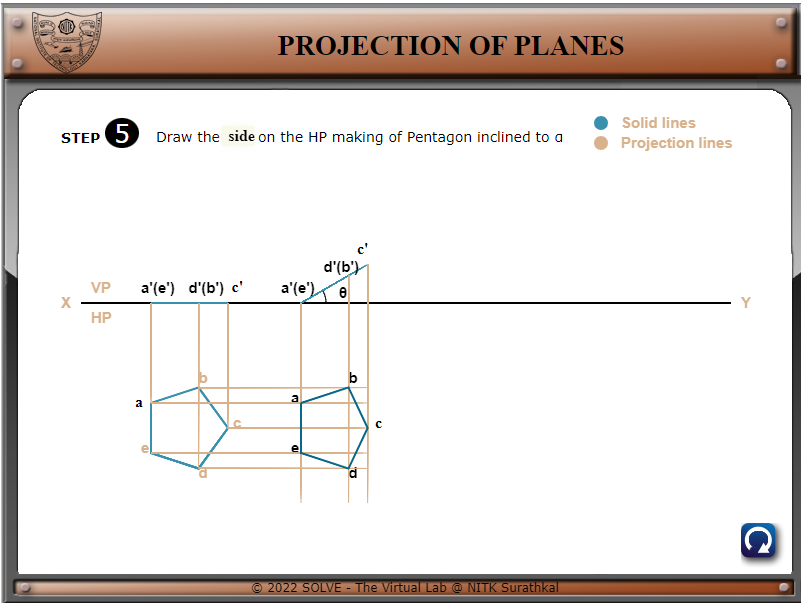 PROJECTION OF PLANES
STEP 5 Draw the side on the HP making of Pentagon inclined to α
Solid lines
Projection lines
c'
d'(b')
VP a'(e') d'(b') c' a'(e') θ
X Y
HP
b b
a a
c c
e e
d d
© 2022 SOLVE - The Virtual Lab @ NITK Surathkal